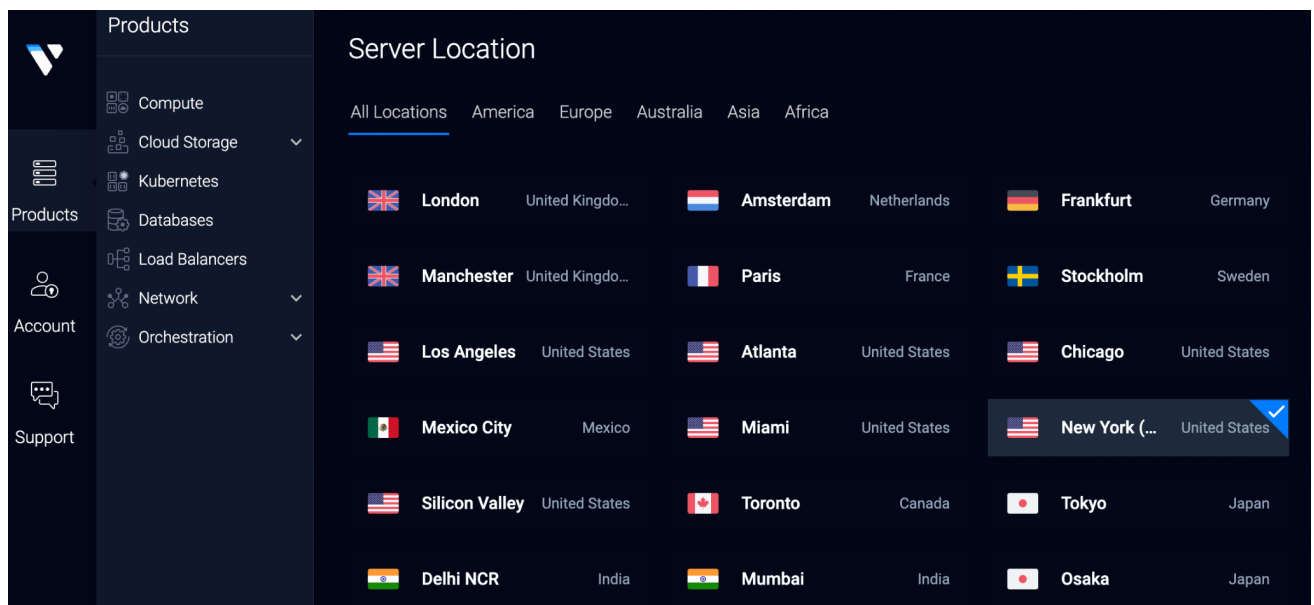 Products
Account
Support
Products
Compute
Cloud Storage
Kubernetes
Databases
Load Balancers
Network
Orchestration
Server Location
All Locations America Europe Australia Asia Africa
London United Kingdo... Amsterdam Netherlands Frankfurt Germany
Manchester United Kingdo... Paris France Stockholm Sweden
Los Angeles United States Atlanta United States Chicago United States
Mexico City Mexico Miami United States New York (... United States
Silicon Valley United States Toronto Canada Tokyo Japan
Delhi NCR India Mumbai India Osaka Japan